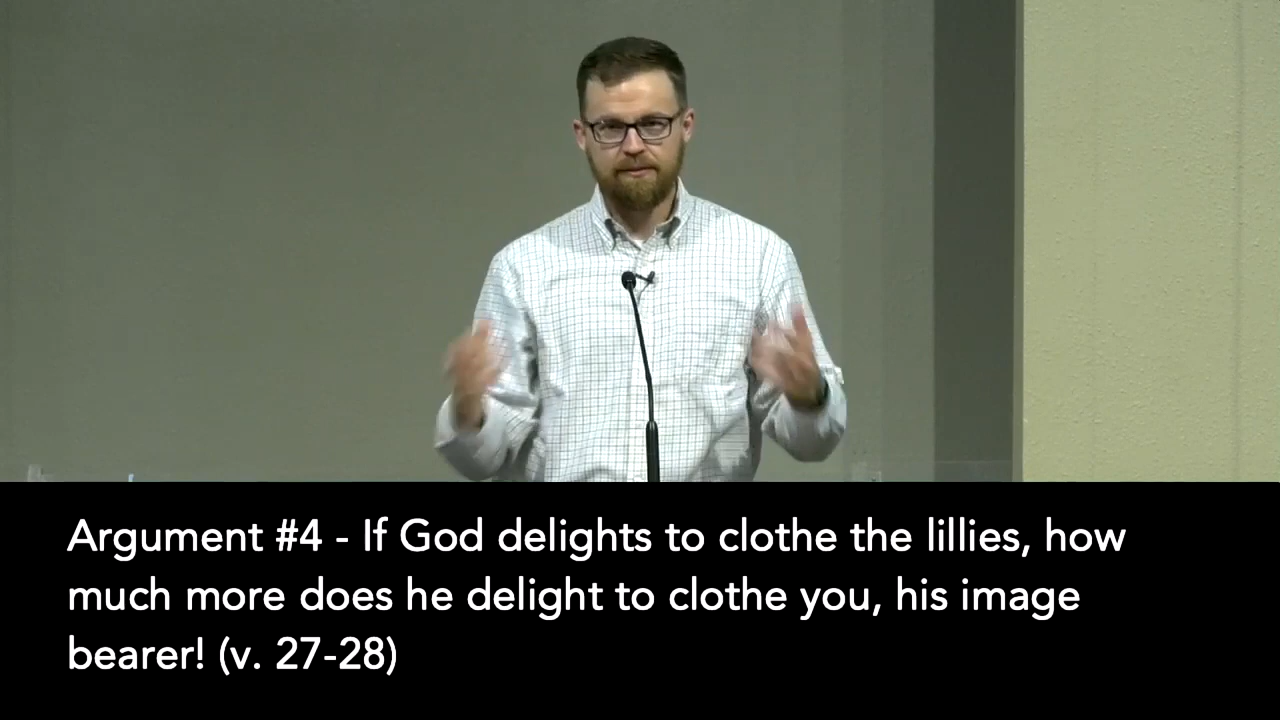 Argument #4 - If God delights to clothe the lillies, how
much more does he delight to clothe you, his image
bearer! (v. 27-28)